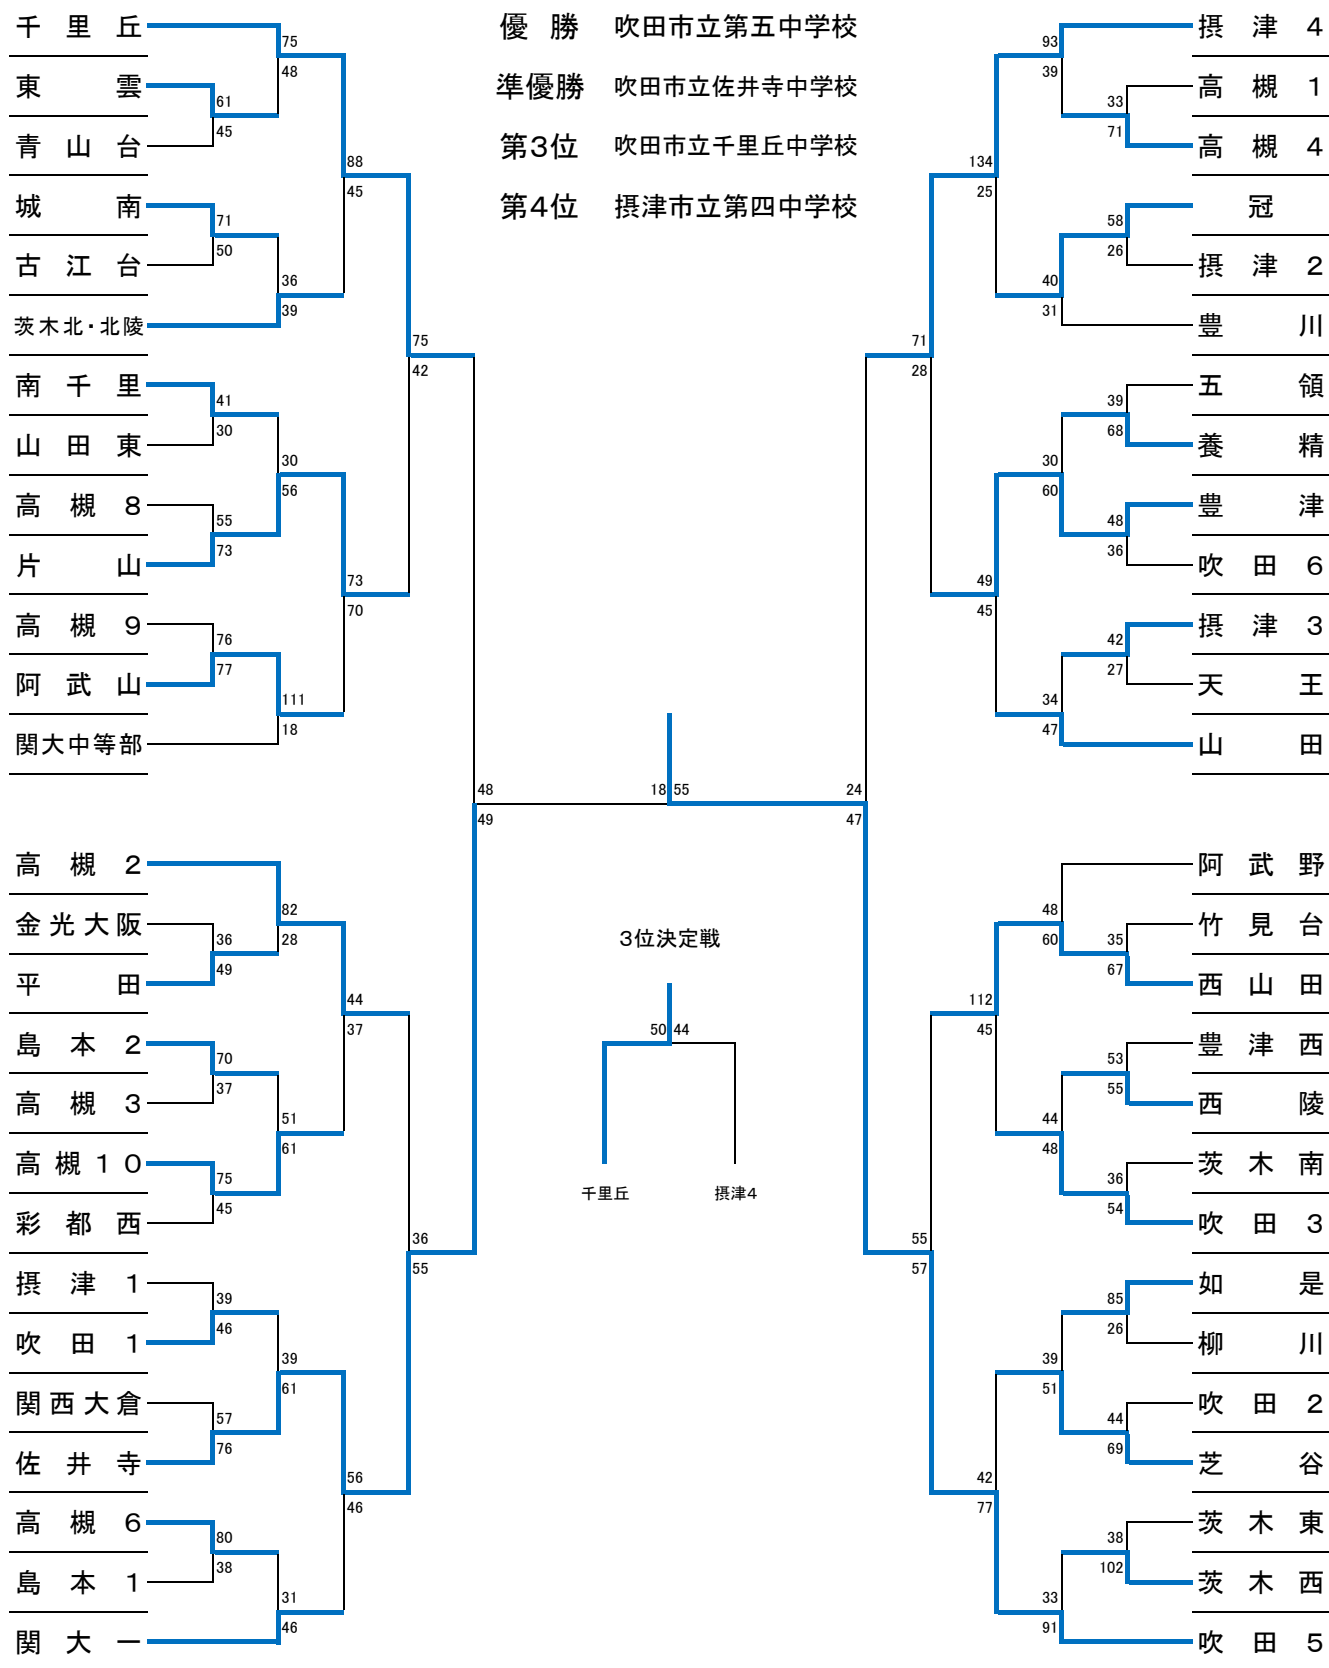 優勝 吹田市立第五中学校
準優勝 吹田市立佐井寺中学校
第3位 吹田市立千里丘中学校
第4位 摂津市立第四中学校
千里丘
75
48
東雲
61
45
青山台
88
45
城南
71
50
古江台
36
39
茨木北・北陵
75
42
南千里
41
30
山田東
30
56
高槻8
55
73
片山
73
70
高槻9
76
77
阿武山
111
18
関大中等部
48
49
高槻2
82
28
金光大阪
36
49
平田
44
37
島本2
70
37
高槻3
51
61
高槻10
75
45
彩都西
36
55
摂津1
39
46
吹田1
39
61
関西大倉
57
76
佐井寺
56
46
高槻6
80
38
島本1
31
46
関大一
18 55
3位決定戦
50 44
千里丘 摂津4
摂津4
93
39
高槻1
33
71
高槻4
134
25
冠
58
26
摂津2
40
31
豊川
71
28
五領
39
68
養精
30
60
豊津
48
36
吹田6
49
45
摂津3
42
27
天王
34
47
山田
24
47
阿武野
48
60
竹見台
35
67
西山田
112
45
豊津西
53
55
西陵
44
48
茨木南
36
54
吹田3
55
57
如是
85
26
柳川
39
51
吹田2
44
69
芝谷
42
77
茨木東
38
102
茨木西
33
91
吹田5